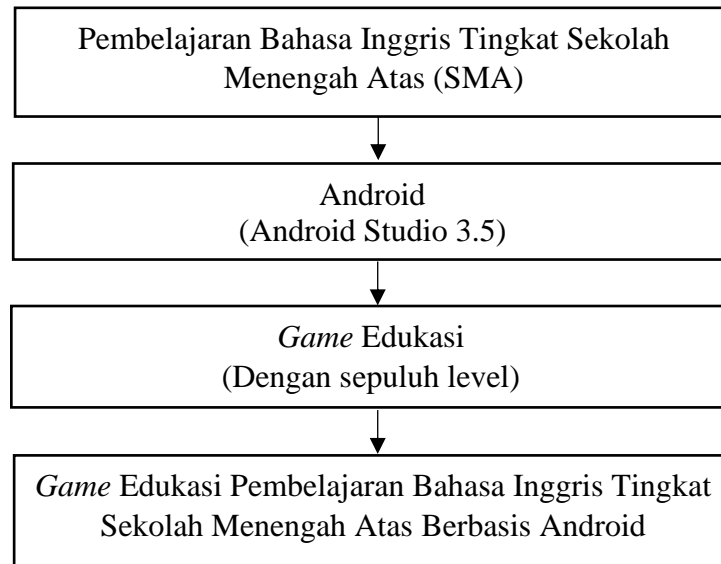 Pembelajaran Bahasa Inggris Tingkat Sekolah
Menengah Atas (SMA)
Android
(Android Studio 3.5)
Game Edukasi
(Dengan sepuluh level)
Game Edukasi Pembelajaran Bahasa Inggris Tingkat
Sekolah Menengah Atas Berbasis Android